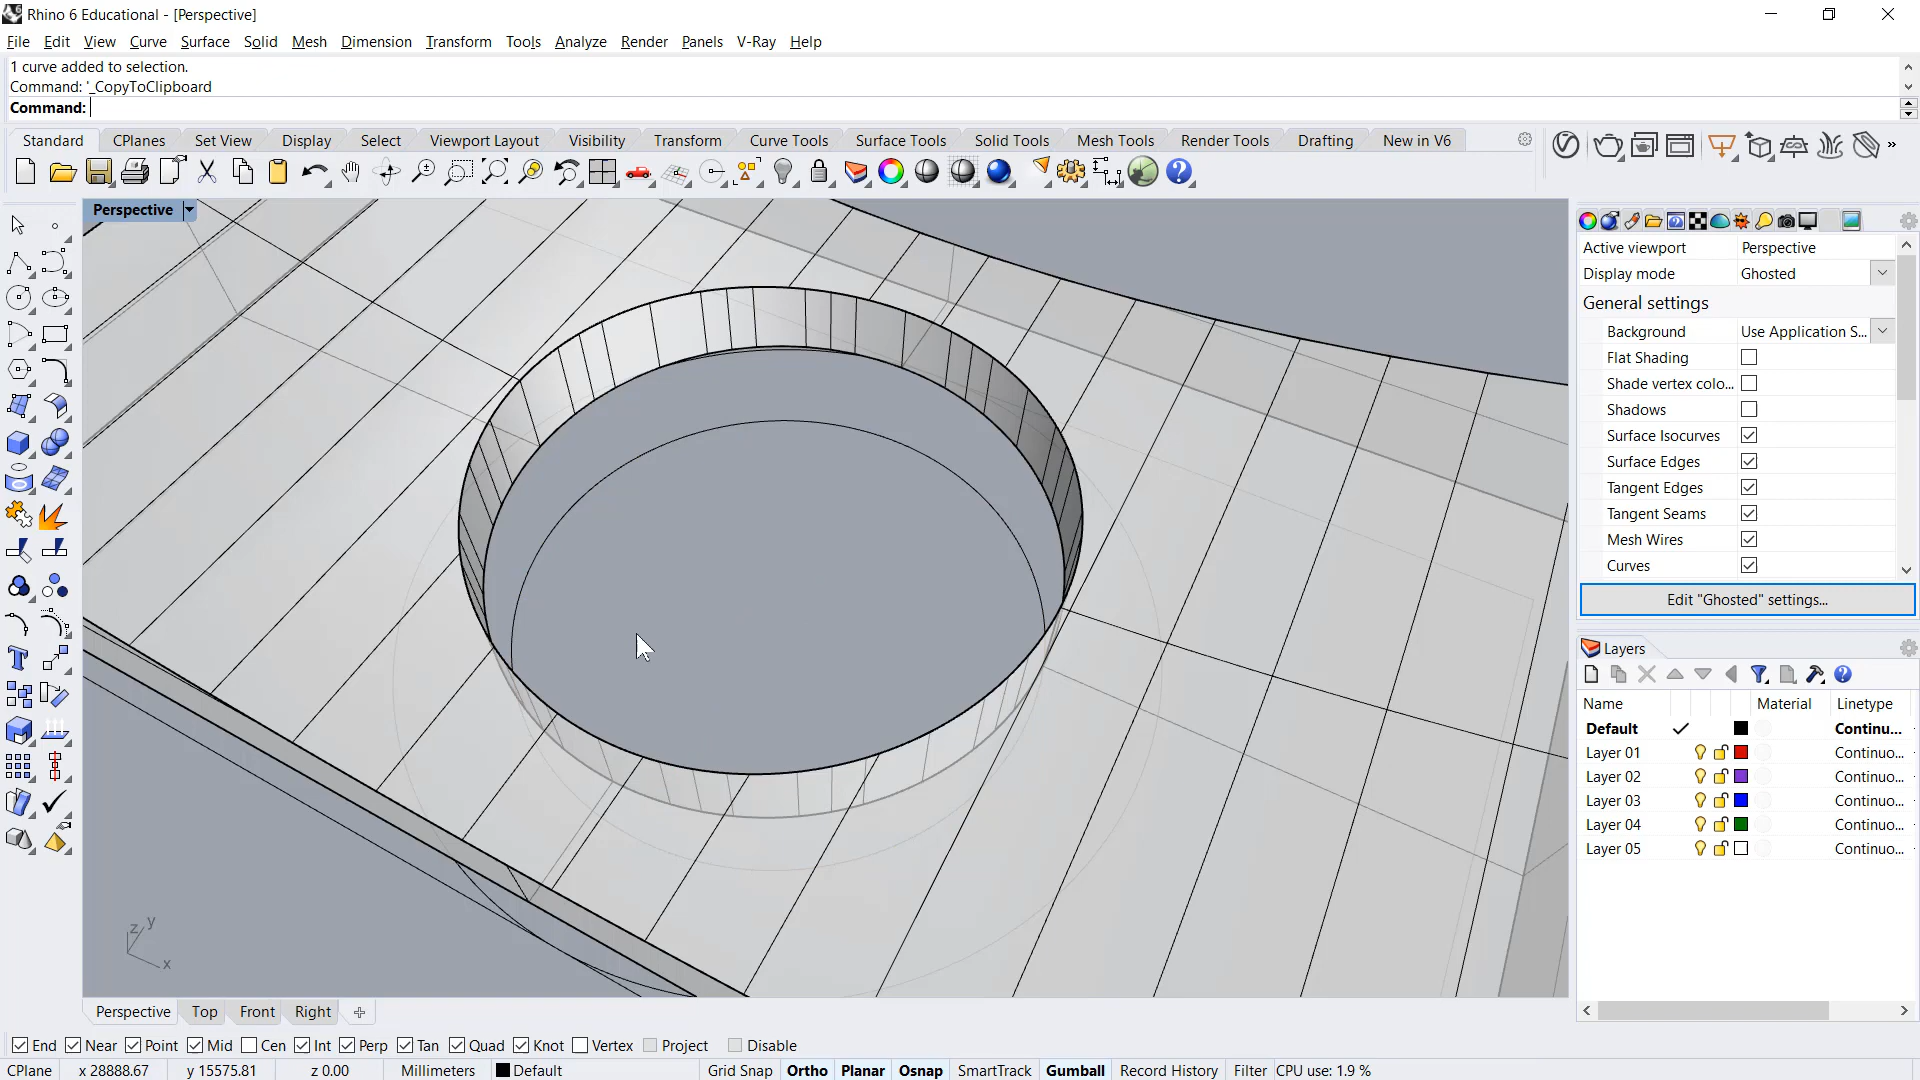 Rhino 6 Educational - [Perspective]
File Edit View Curve Surface Solid Mesh Dimension Transform Tools Analyze Render Panels V-Ray Help
1 curve added to selection.
Command: '_CopyToClipboard
Command:
Standard CPlanes Set View Display Select Viewport Layout Visibility Transform Curve Tools Surface Tools Solid Tools Mesh Tools Render Tools Drafting New in V6
Perspective
Active viewport Perspective
Display mode Ghosted
General settings
Background Use Application S...
Flat Shading
Shade vertex colo...
Shadows
Surface Isocurves
Surface Edges
Tangent Edges
Tangent Seams
Mesh Wires
Curves
Edit "Ghosted" settings...
Layers
Name Material Linetype
Default Continu...
Layer 01 Continuo...
Layer 02 Continuo...
Layer 03 Continuo...
Layer 04 Continuo...
Layer 05 Continuo...
z y
x
Perspective Top Front Right
End Near Point Mid Cen Int Perp Tan Quad Knot Vertex Project Disable
CPlane x 28888.67 y 15575.81 z 0.00 Millimeters Default Grid Snap Ortho Planar Osnap SmartTrack Gumball Record History Filter CPU use: 1.9 %